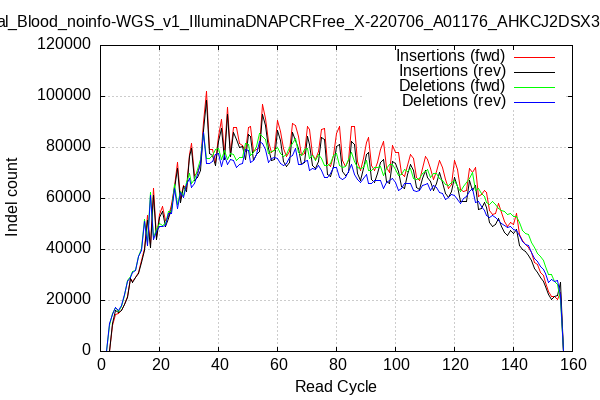 al_Blood_noinfo-WGS_v1_IlluminaDNAPCRFree_X-220706_A01176_AHKCJ2DSX3
Insertions (fwd)
Insertions (rev)
Deletions (fwd)
Deletions (rev)
Indel count
120000
100000
80000
60000
40000
20000
0
0 20 40 60 80 100 120 140 160
Read Cycle